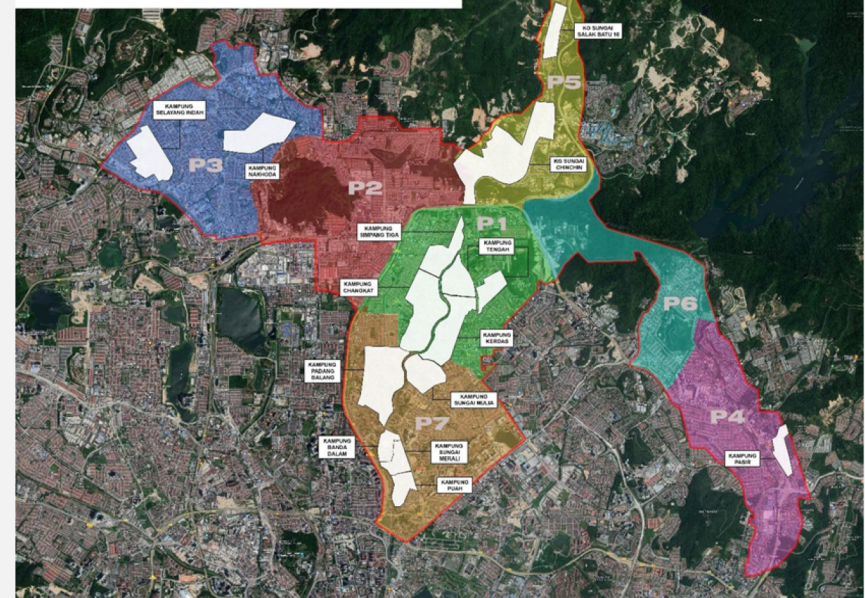 KG SUNGAI
SALAK BATU 16
P5
KAMPUNG
SELAYANG INDAH
P3
KAMPUNG
NAKHODA
KG SUNGAI
CHINCHIN
P2
P1
KAMPUNG
SIMPANG TIGA
KAMPUNG
TENGAH
KAMPUNG
CHANGKAT
P6
KAMPUNG
KERDAS
KAMPUNG
PADANG
BALANG
KAMPUNG
SUNGAI MULIA
P7
P4
KAMPUNG
BANDA
DALAM
KAMPUNG
SUNGAI
MERALI
KAMPUNG
PASIR
KAMPUNG
PUAH